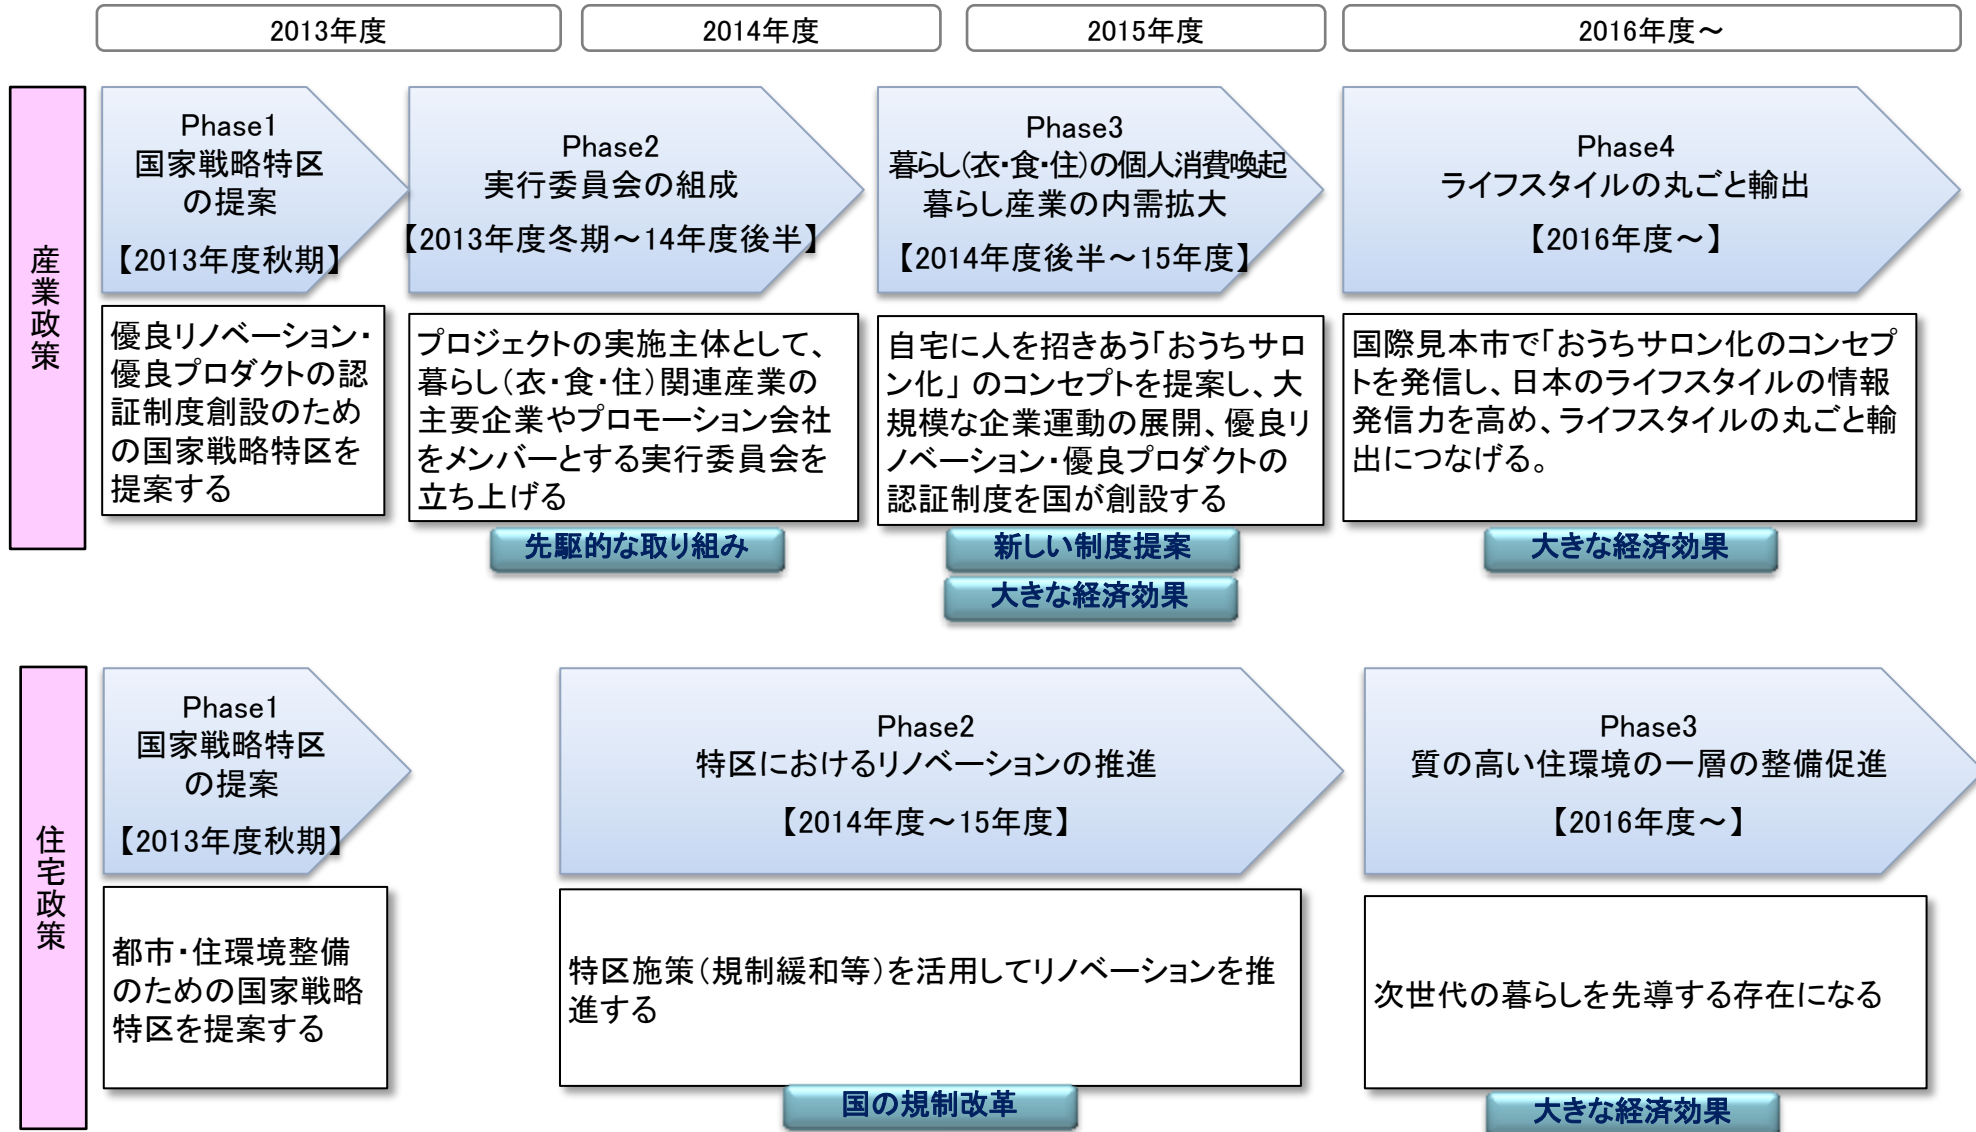 2013年度
2014年度
2015年度
2016年度～
産業政策
Phase1
国家戦略特区
の提案
【2013年度秋期】
Phase2
実行委員会の組成
【2013年度冬期～14年度後半】
Phase3
暮らし(衣・食・住)の個人消費喚起
暮らし産業の内需拡大
【2014年度後半～15年度】
Phase4
ライフスタイルの丸ごと輸出
【2016年度～】
優良リノベーション・
優良プロダクトの認
証制度創設のため
の国家戦略特区を
提案する
プロジェクトの実施主体として、
暮らし(衣・食・住)関連産業の
主要企業やプロモーション会社
をメンバーとする実行委員会を
立ち上げる
自宅に人を招きあう「おうちサロ
ン化」 のコンセプトを提案し、大
規模な企業運動の展開、優良リ
ノベーション・優良プロダクトの
認証制度を国が創設する
国際見本市で「おうちサロン化のコンセプ
トを発信し、日本のライフスタイルの情報
発信力を高め、ライフスタイルの丸ごと輸
出につなげる。
先駆的な取り組み
新しい制度提案
大きな経済効果
大きな経済効果
住宅政策
Phase1
国家戦略特区
の提案
【2013年度秋期】
Phase2
特区におけるリノベーションの推進
【2014年度～15年度】
Phase3
質の高い住環境の一層の整備促進
【2016年度～】
都市・住環境整備
のための国家戦略
特区を提案する
特区施策(規制緩和等)を活用してリノベーションを推
進する
次世代の暮らしを先導する存在になる
国の規制改革
大きな経済効果